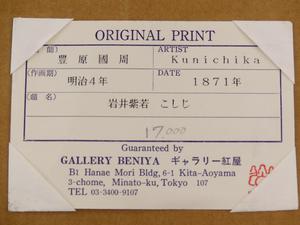 ORIGINAL PRINT
ARTIST
豊原國周 Kunichika
(作画期) DATE
明治4年 1871年
(題名)
岩井紫若 こしじ
17,000
Guaranteed by
GALLERY BENIYA ギャラリー紅屋
B1 Hanae Mori Bldg, 6-1 Kita-Aoyama
3-chome, Minato-ku, Tokyo 107
TEL 03-3400-9107